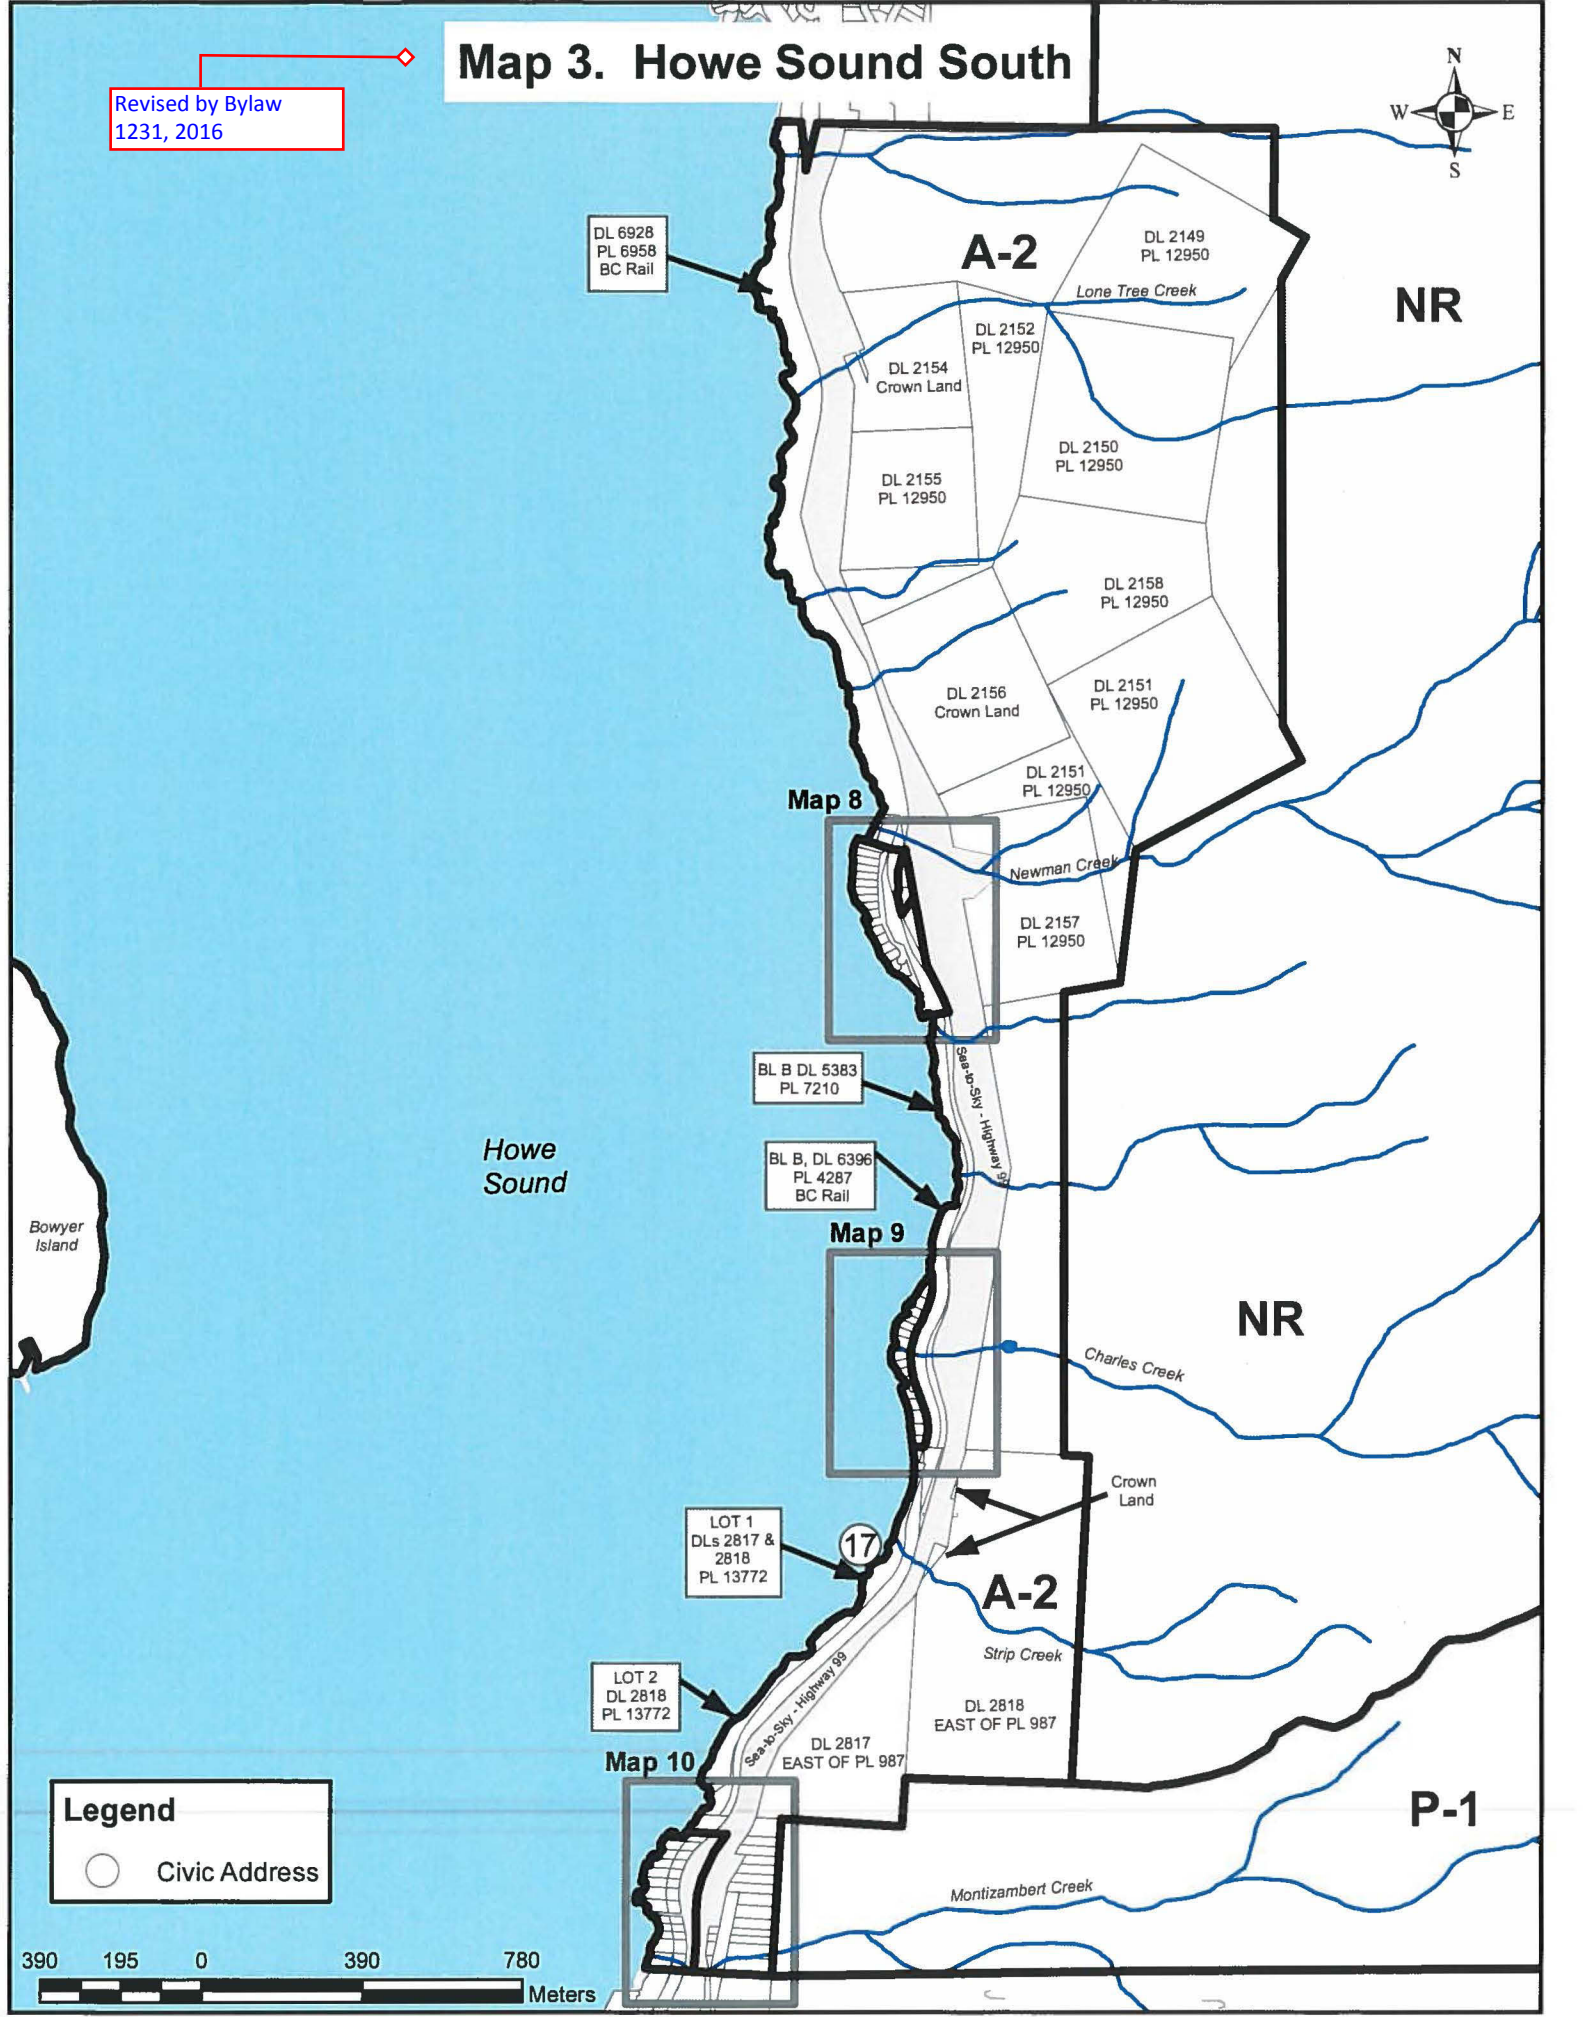 Map 3. Howe Sound South
Revised by Bylaw
1231, 2016
N
W
E
S
DL 6928
PL 6958
BC Rail
A-2
DL 2149
PL 12950
Lone Tree Creek
NR
DL 2152
PL 12950
DL 2154
Crown Land
DL 2150
PL 12950
DL 2155
PL 12950
DL 2158
PL 12950
DL 2156
Crown Land
DL 2151
PL 12950
DL 2151
PL 12950
Map 8
Newman Creek
DL 2157
PL 12950
BL B DL 5383
PL 7210
Sea-to-Sky - Highway 99
Howe
Sound
BL B, DL 6396
PL 4287
BC Rail
Bowyer
Island
Map 9
NR
Charles Creek
Crown
Land
LOT 1
DLs 2817 &
2818
PL 13772
17
A-2
Strip Creek
LOT 2
DL 2818
PL 13772
Sea-to-Sky - Highway 99
DL 2818
EAST OF PL 987
DL 2817
EAST OF PL 987
Map 10
P-1
Legend
Civic Address
Montizambert Creek
390 195 0 390 780
Meters